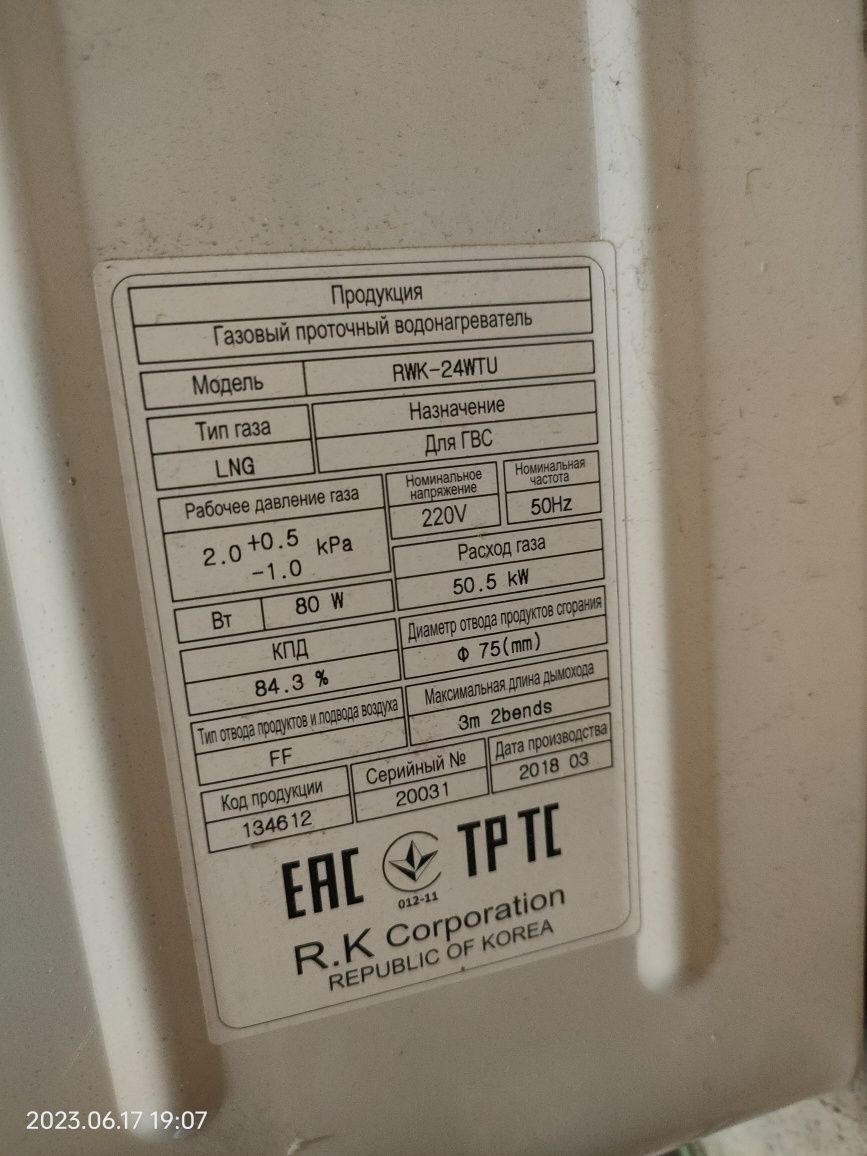 Продукция
Газовый проточный водонагреватель
Модель RWK-24WTU
Тип газа Назначение
LNG Для ГВС
Рабочее давление газа
2.0 +0.5 -1.0 kPa
Номинальное напряжение
220V
Номинальная частота
50Hz
Расход газа
50.5 kW
Вт 80 W
КПД
84.3 %
Диаметр отвода продуктов сгорания
Φ 75(mm)
Тип отвода продуктов и подвода воздуха
FF
Максимальная длина дымохода
3m 2bends
Код продукции Серийный № Дата производства
134612 20031 2018 03
EAC ТР ТС
012-11
R.K Corporation
REPUBLIC OF KOREA
2023.06.17 19:07